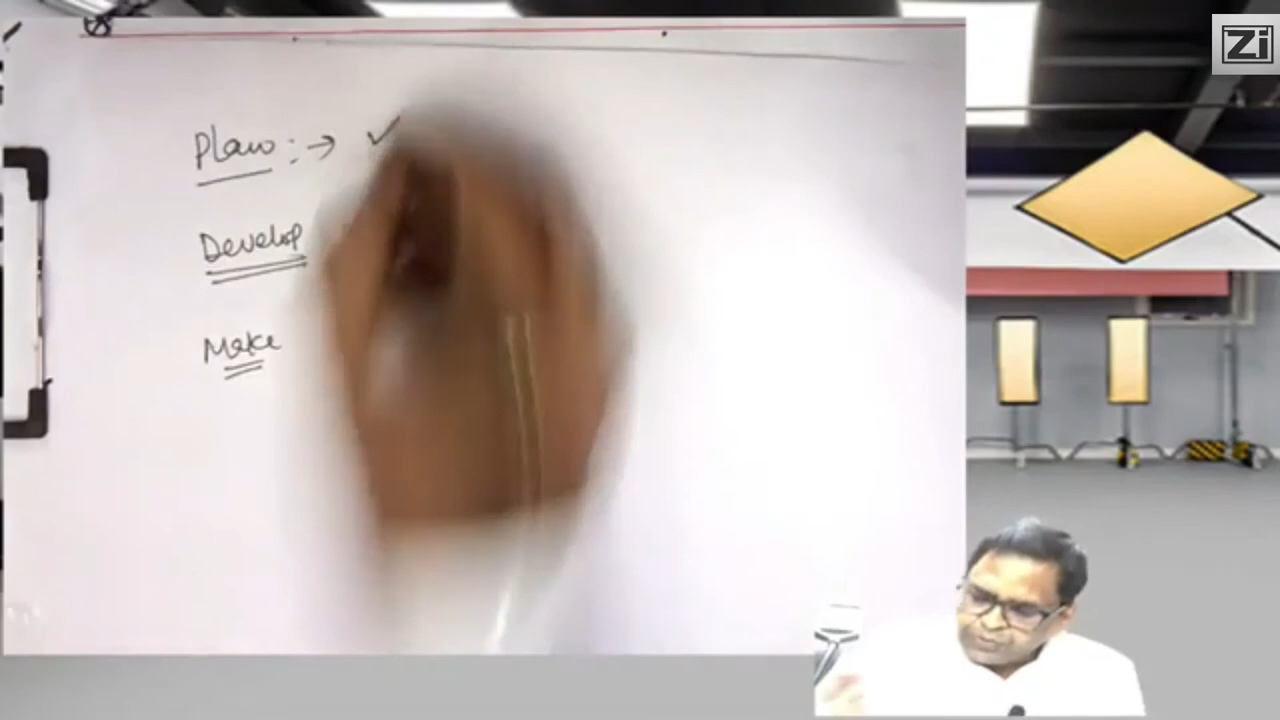 Zi
Plan : → ✓
Develop
Make